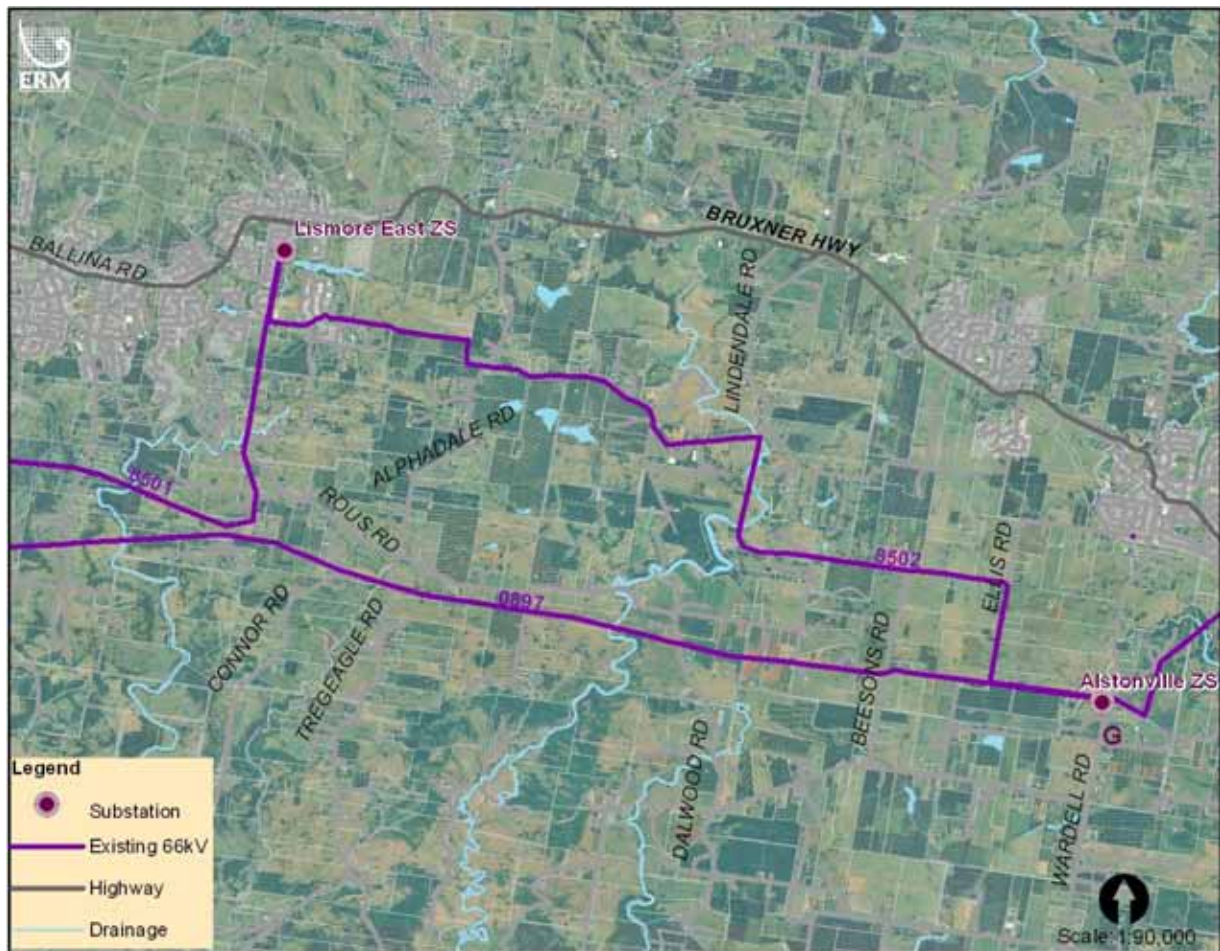 ERM
BRUXNER HWY
Lismore East ZS
BALLINA RD
LINDENDALE RD
ALPHADALE RD
8501
ROUS RD
ELLIS RD
8502
0897
CONNOR RD
TREGEAGLE RD
BEESONS RD
Alstonville ZS
G
DALWOOD RD
WARDELL RD
Legend
Substation
Existing 66kV
Highway
Drainage
Scale: 1:90,000